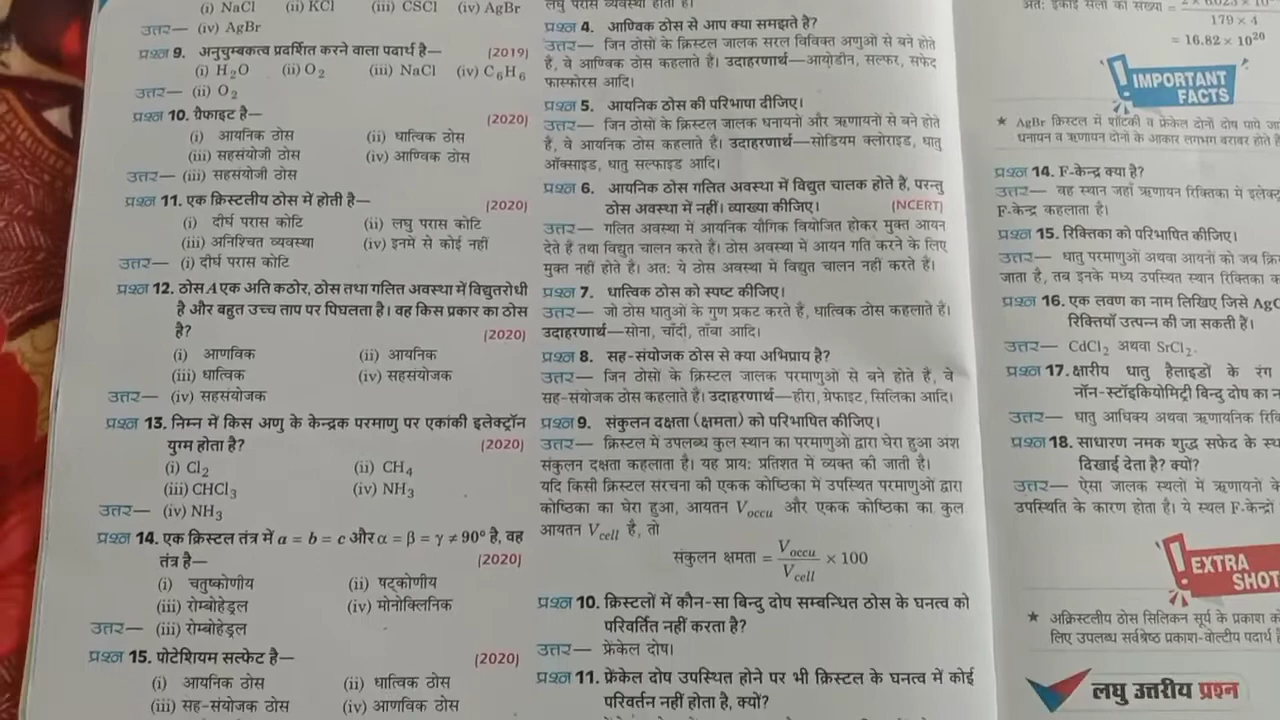 (i) NaCl (ii) KCl (iii) CSCl (iv) AgBr
उत्तर— (iv) AgBr
प्रश्न 9. अनुचुम्बकत्व प्रदर्शित करने वाला पदार्थ है— (2019)
(i) H₂O (ii) O₂ (iii) NaCl (iv) C₆H₆
उत्तर— (ii) O₂
प्रश्न 10. ग्रैफाइट है— (2020)
(i) आयनिक ठोस (ii) धात्विक ठोस
(iii) सहसंयोजी ठोस (iv) आण्विक ठोस
उत्तर— (iii) सहसंयोजी ठोस
प्रश्न 11. एक क्रिस्टलीय ठोस में होती है— (2020)
(i) दीर्घ परास कोटि (ii) लघु परास कोटि
(iii) अनिश्चित व्यवस्था (iv) इनमें से कोई नहीं
उत्तर— (i) दीर्घ परास कोटि
प्रश्न 12. ठोस A एक अति कठोर, ठोस तथा गलित अवस्था में विद्युतरोधी
है और बहुत उच्च ताप पर पिघलता है। वह किस प्रकार का ठोस
है? (2020)
(i) आणविक (ii) आयनिक
(iii) धात्विक (iv) सहसंयोजक
उत्तर— (iv) सहसंयोजक
प्रश्न 13. निम्न में किस अणु के केन्द्रक परमाणु पर एकांकी इलेक्ट्रॉन
युग्म होता है? (2020)
(i) Cl₂ (ii) CH₄
(iii) CHCl₃ (iv) NH₃
उत्तर— (iv) NH₃
प्रश्न 14. एक क्रिस्टल तंत्र में a = b = c और α = β = γ ≠ 90° है, वह
तंत्र है— (2020)
(i) चतुष्कोणीय (ii) षट्कोणीय
(iii) रोम्बोहेड्रल (iv) मोनोक्लिनिक
उत्तर— (iii) रोम्बोहेड्रल
प्रश्न 15. पोटेशियम सल्फेट है— (2020)
(i) आयनिक ठोस (ii) धात्विक ठोस
(iii) सह-संयोजक ठोस (iv) आणविक ठोस
लघु परास व्यवस्था होती है।
प्रश्न 4. आण्विक ठोस से आप क्या समझते है?
उत्तर— जिन ठोसों के क्रिस्टल जालक सरल विविक्त अणुओं से बने होते
है, वे आण्विक ठोस कहलाते है। उदाहरणार्थ—आयोडीन, सल्फर, सफेद
फास्फोरस आदि।
प्रश्न 5. आयनिक ठोस की परिभाषा दीजिए।
उत्तर— जिन ठोसों के क्रिस्टल जालक धनायनों और ऋणायनों से बने होते
है, वे आयनिक ठोस कहलाते है। उदाहरणार्थ—सोडियम क्लोराइड, धातु
ऑक्साइड, धातु सल्फाइड आदि।
प्रश्न 6. आयनिक ठोस गलित अवस्था में विद्युत चालक होते हैं, परन्तु
ठोस अवस्था में नहीं। व्याख्या कीजिए। (NCERT)
उत्तर— गलित अवस्था में आयनिक यौगिक वियोजित होकर मुक्त आयन
देते है तथा विद्युत चालन करते है। ठोस अवस्था में आयन गति करने के लिए
मुक्त नहीं होते है। अतः ये ठोस अवस्था में विद्युत चालन नहीं करते है।
प्रश्न 7. धात्विक ठोस को स्पष्ट कीजिए।
उत्तर— जो ठोस धातुओं के गुण प्रकट करते है, धात्विक ठोस कहलाते है।
उदाहरणार्थ—सोना, चाँदी, ताँबा आदि।
प्रश्न 8. सह-संयोजक ठोस से क्या अभिप्राय है?
उत्तर— जिन ठोसों के क्रिस्टल जालक परमाणुओं से बने होते है, वे
सह-संयोजक ठोस कहलाते है। उदाहरणार्थ—हीरा, ग्रेफाइट, सिलिका आदि।
प्रश्न 9. संकुलन दक्षता (क्षमता) को परिभाषित कीजिए।
उत्तर— क्रिस्टल में उपलब्ध कुल स्थान का परमाणुओं द्वारा घेरा हुआ अंश
संकुलन दक्षता कहलाता है। यह प्रायः प्रतिशत में व्यक्त की जाती है।
यदि किसी क्रिस्टल संरचना की एकक कोष्ठिका में उपस्थित परमाणुओं द्वारा
कोष्ठिका का घेरा हुआ, आयतन V_occu और एकक कोष्ठिका का कुल
आयतन V_cell है, तो
संकुलन क्षमता = V_occu / V_cell × 100
प्रश्न 10. क्रिस्टलों में कौन-सा बिन्दु दोष सम्बन्धित ठोस के घनत्व को
परिवर्तित नहीं करता है?
उत्तर— फ्रेंकेल दोष।
प्रश्न 11. फ्रेंकेल दोष उपस्थित होने पर भी क्रिस्टल के घनत्व में कोई
परिवर्तन नहीं होता है, क्यों?
अतः इकाई सेलों की संख्या =
179 × 4
= 16.82 × 10²⁰
IMPORTANT
FACTS
★ AgBr क्रिस्टल में शॉटकी व फ्रेंकेल दोनों दोष पाये
धनायन व ऋणायन दोनों के आकार लगभग बराबर होते
प्रश्न 14. F-केन्द्र क्या है?
उत्तर— वह स्थान जहाँ ऋणायन रिक्तिका में
F-केन्द्र कहलाता है।
प्रश्न 15. रिक्तिका को परिभाषित कीजिए।
उत्तर— धातु परमाणुओं अथवा आयनों को जब
जाता है, तब इनके मध्य उपस्थित स्थान रिक्तिका
प्रश्न 16. एक लवण का नाम लिखिए जिसे
रिक्तियाँ उत्पन्न की जा सकती हैं।
उत्तर— CdCl₂ अथवा SrCl₂.
प्रश्न 17. क्षारीय धातु हैलाइडों के रंग
नॉन-स्टॉइकियोमिट्री बिन्दु दोष का
उत्तर— धातु आधिक्य अथवा ऋणायनिक
प्रश्न 18. साधारण नमक शुद्ध सफेद के
दिखाई देता है? क्यों?
उत्तर— ऐसा जालक स्थलों में ऋणायनों के
उपस्थिति के कारण होता है। ये स्थल F-केन्द्रों
EXTRA
SHOT
★ अक्रिस्टलीय ठोस सिलिकन सूर्य के प्रकाश
लिए उपलब्ध सर्वश्रेष्ठ प्रकाश-वोल्टीय पदार्थ
लघु उत्तरीय प्रश्न